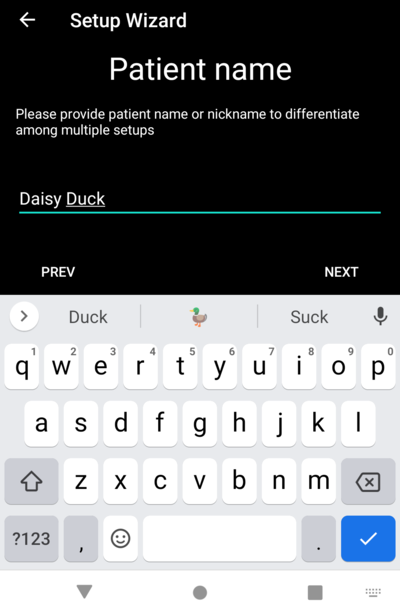 Setup Wizard
Patient name
Please provide patient name or nickname to differentiate
among multiple setups
Daisy Duck
PREV NEXT
Duck 🦆 Suck
1 2 3 4 5 6 7 8 9 0
q w e r t y u i o p
a s d f g h j k l
z x c v b n m
?123 , .